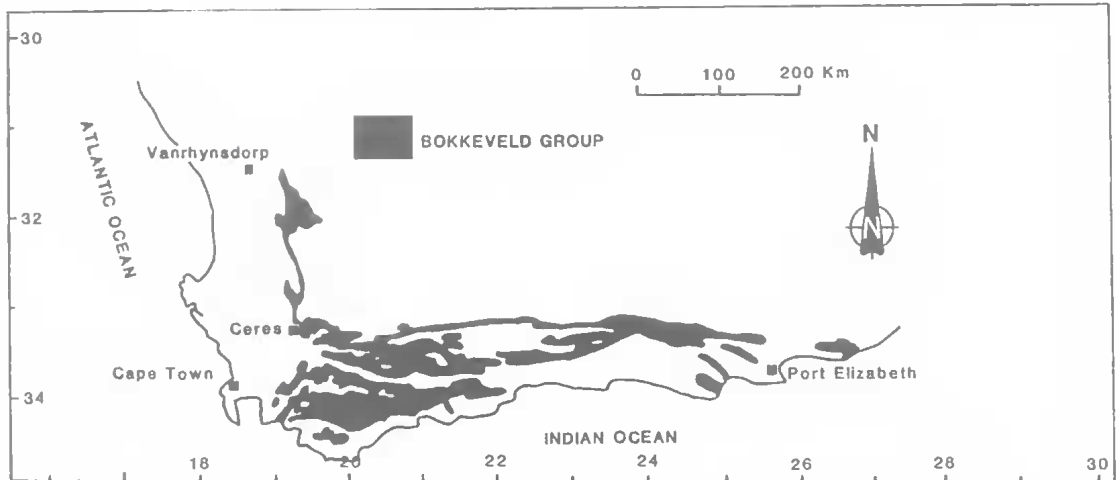 30
0 100 200 Km
N
BOKKEVELD GROUP
ATLANTIC OCEAN
Vanrhynsdorp
32
N
Ceres
Cape Town
Port Elizabeth
34
INDIAN OCEAN
18 20 22 24 26 28 30